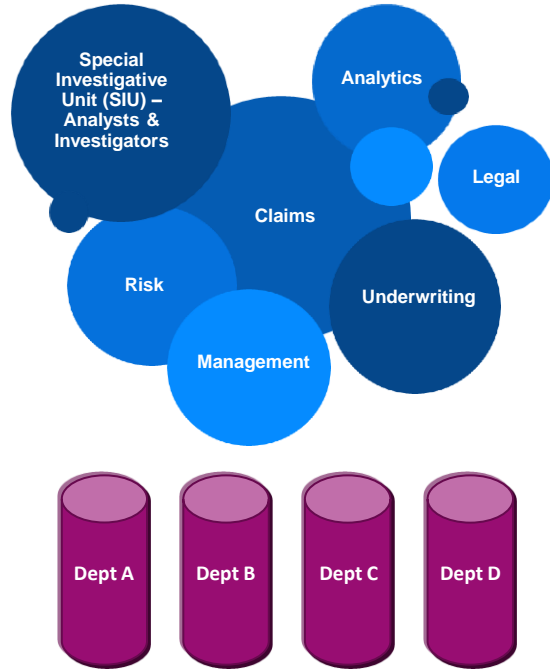 Special
Investigative
Unit (SIU) –
Analysts &
Investigators
Analytics
Legal
Claims
Risk
Underwriting
Management
Dept A
Dept B
Dept C
Dept D